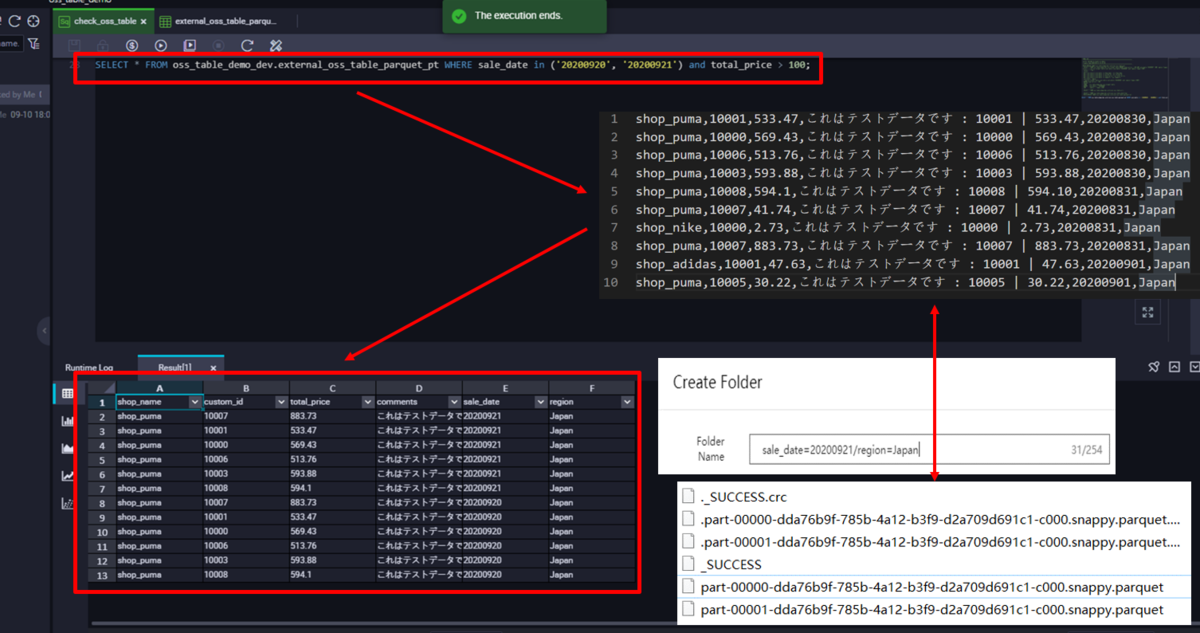 oss_table_demo
check_oss_table ×
external_oss_table_parqu...
The execution ends.
name.
ked by Me (
Me 09-10 18:0
SELECT * FROM oss_table_demo_dev.external_oss_table_parquet_pt WHERE sale_date in ('20200920', '20200921') and total_price > 100;
1 shop_puma,10001,533.47,これはテストデータです : 10001 | 533.47,20200830,Japan
2 shop_puma,10000,569.43,これはテストデータです : 10000 | 569.43,20200830,Japan
3 shop_puma,10006,513.76,これはテストデータです : 10006 | 513.76,20200830,Japan
4 shop_puma,10003,593.88,これはテストデータです : 10003 | 593.88,20200830,Japan
5 shop_puma,10008,594.1,これはテストデータです : 10008 | 594.10,20200831,Japan
6 shop_puma,10007,41.74,これはテストデータです : 10007 | 41.74,20200831,Japan
7 shop_nike,10000,2.73,これはテストデータです : 10000 | 2.73,20200831,Japan
8 shop_puma,10007,883.73,これはテストデータです : 10007 | 883.73,20200831,Japan
9 shop_adidas,10001,47.63,これはテストデータです : 10001 | 47.63,20200901,Japan
10 shop_puma,10005,30.22,これはテストデータです : 10005 | 30.22,20200901,Japan
Runtime Log
Result[1] ×
A B C D E F
1 shop_name custom_id total_price comments sale_date region
2 shop_puma 10007 883.73 これはテストデータで 20200921 Japan
3 shop_puma 10001 533.47 これはテストデータで 20200921 Japan
4 shop_puma 10000 569.43 これはテストデータで 20200921 Japan
5 shop_puma 10006 513.76 これはテストデータで 20200921 Japan
6 shop_puma 10003 593.88 これはテストデータで 20200921 Japan
7 shop_puma 10008 594.1 これはテストデータで 20200921 Japan
8 shop_puma 10007 883.73 これはテストデータで 20200920 Japan
9 shop_puma 10001 533.47 これはテストデータで 20200920 Japan
10 shop_puma 10000 569.43 これはテストデータで 20200920 Japan
11 shop_puma 10006 513.76 これはテストデータで 20200920 Japan
12 shop_puma 10003 593.88 これはテストデータで 20200920 Japan
13 shop_puma 10008 594.1 これはテストデータで 20200920 Japan
Create Folder
Folder
Name
sale_date=20200921/region=Japan
31/254
._SUCCESS.crc
.part-00000-dda76b9f-785b-4a12-b3f9-d2a709d691c1-c000.snappy.parquet....
.part-00001-dda76b9f-785b-4a12-b3f9-d2a709d691c1-c000.snappy.parquet....
_SUCCESS
part-00000-dda76b9f-785b-4a12-b3f9-d2a709d691c1-c000.snappy.parquet
part-00001-dda76b9f-785b-4a12-b3f9-d2a709d691c1-c000.snappy.parquet